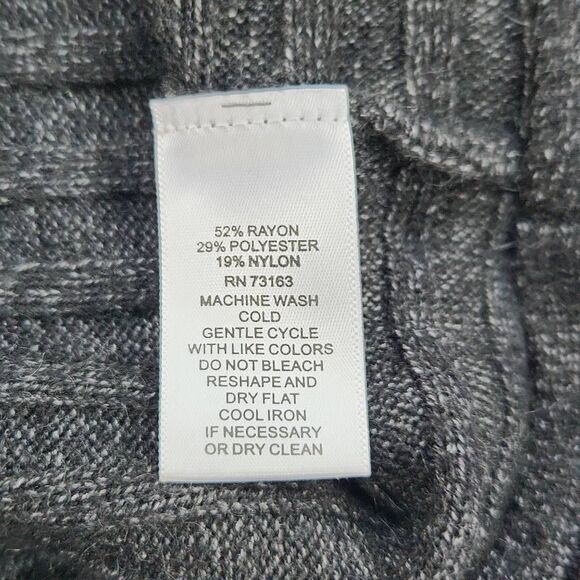 52% RAYON
29% POLYESTER
19% NYLON
RN 73163
MACHINE WASH
COLD
GENTLE CYCLE
WITH LIKE COLORS
DO NOT BLEACH
RESHAPE AND
DRY FLAT
COOL IRON
IF NECESSARY
OR DRY CLEAN